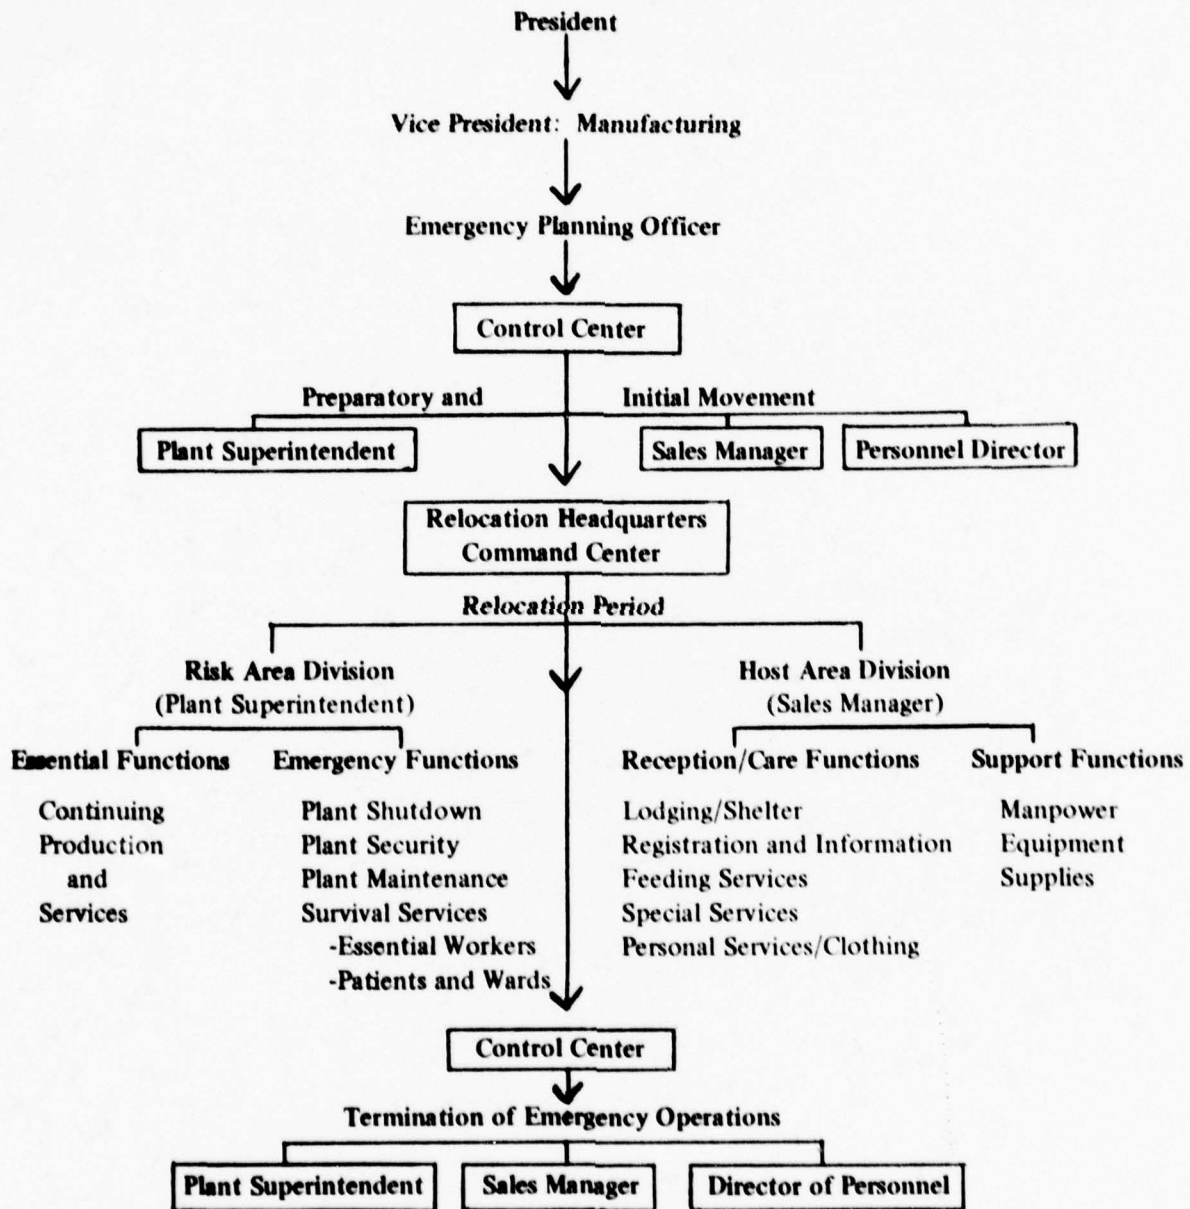 President
Vice President: Manufacturing
Emergency Planning Officer
Control Center
Preparatory and Initial Movement
Plant Superintendent
Sales Manager
Personnel Director
Relocation Headquarters
Command Center
Relocation Period
Risk Area Division
(Plant Superintendent)
Host Area Division
(Sales Manager)
Essential Functions
Continuing
Production
and
Services
Emergency Functions
Plant Shutdown
Plant Security
Plant Maintenance
Survival Services
-Essential Workers
-Patients and Wards
Reception/Care Functions
Lodging/Shelter
Registration and Information
Feeding Services
Special Services
Personal Services/Clothing
Support Functions
Manpower
Equipment
Supplies
Control Center
Termination of Emergency Operations
Plant Superintendent
Sales Manager
Director of Personnel